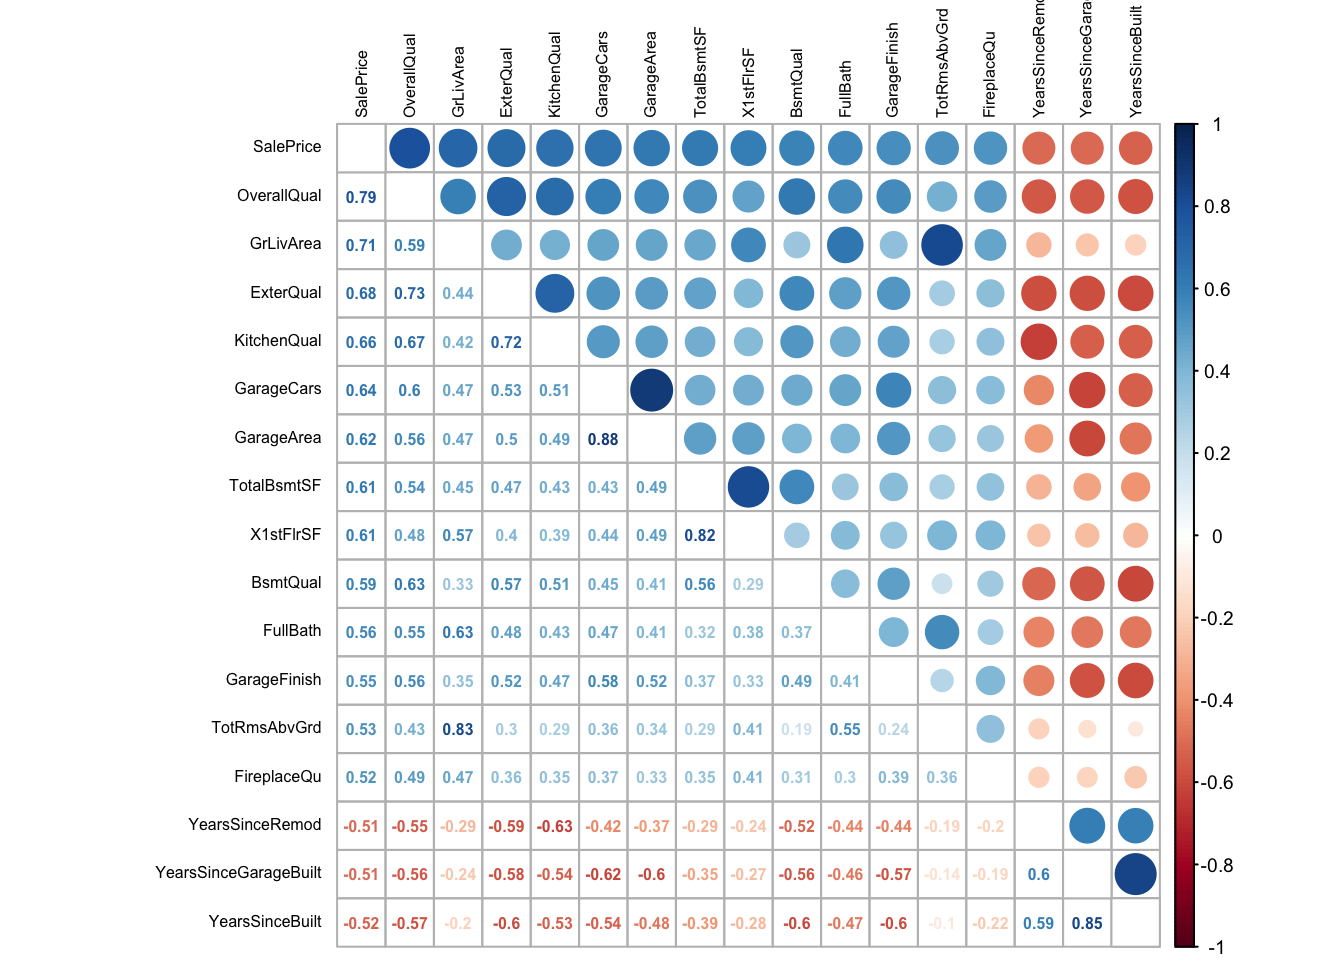 SalePrice
OverallQual
GrLivArea
ExterQual
KitchenQual
GarageCars
GarageArea
TotalBsmtSF
X1stFlrSF
BsmtQual
FullBath
GarageFinish
TotRmsAbvGrd
FireplaceQu
YearsSinceRemo
YearsSinceGara
YearsSinceBuilt
SalePrice 1
OverallQual 0.79 0.8
GrLivArea 0.71 0.59
ExterQual 0.68 0.73 0.44 0.6
KitchenQual 0.66 0.67 0.42 0.72
GarageCars 0.64 0.6 0.47 0.53 0.51 0.4
GarageArea 0.62 0.56 0.47 0.5 0.49 0.88
TotalBsmtSF 0.61 0.54 0.45 0.47 0.43 0.43 0.49 0.2
X1stFlrSF 0.61 0.48 0.57 0.4 0.39 0.44 0.49 0.82 0
BsmtQual 0.59 0.63 0.33 0.57 0.51 0.45 0.41 0.56 0.29
FullBath 0.56 0.55 0.63 0.48 0.43 0.47 0.41 0.32 0.38 0.37 -0.2
GarageFinish 0.55 0.56 0.35 0.52 0.47 0.58 0.52 0.37 0.33 0.49 0.41 -0.4
TotRmsAbvGrd 0.53 0.43 0.83 0.3 0.29 0.36 0.34 0.29 0.41 0.19 0.55 0.24
FireplaceQu 0.52 0.49 0.47 0.36 0.35 0.37 0.33 0.35 0.41 0.31 0.3 0.39 0.36 -0.6
YearsSinceRemod -0.51 -0.55 -0.29 -0.59 -0.63 -0.42 -0.37 -0.29 -0.24 -0.52 -0.44 -0.44 -0.19 -0.2
YearsSinceGarageBuilt -0.51 -0.56 -0.24 -0.58 -0.54 -0.62 -0.6 -0.35 -0.27 -0.56 -0.46 -0.57 -0.14 -0.19 0.6 -0.8
YearsSinceBuilt -0.52 -0.57 -0.2 -0.6 -0.53 -0.54 -0.48 -0.39 -0.28 -0.6 -0.47 -0.6 -0.1 -0.22 0.59 0.85 -1